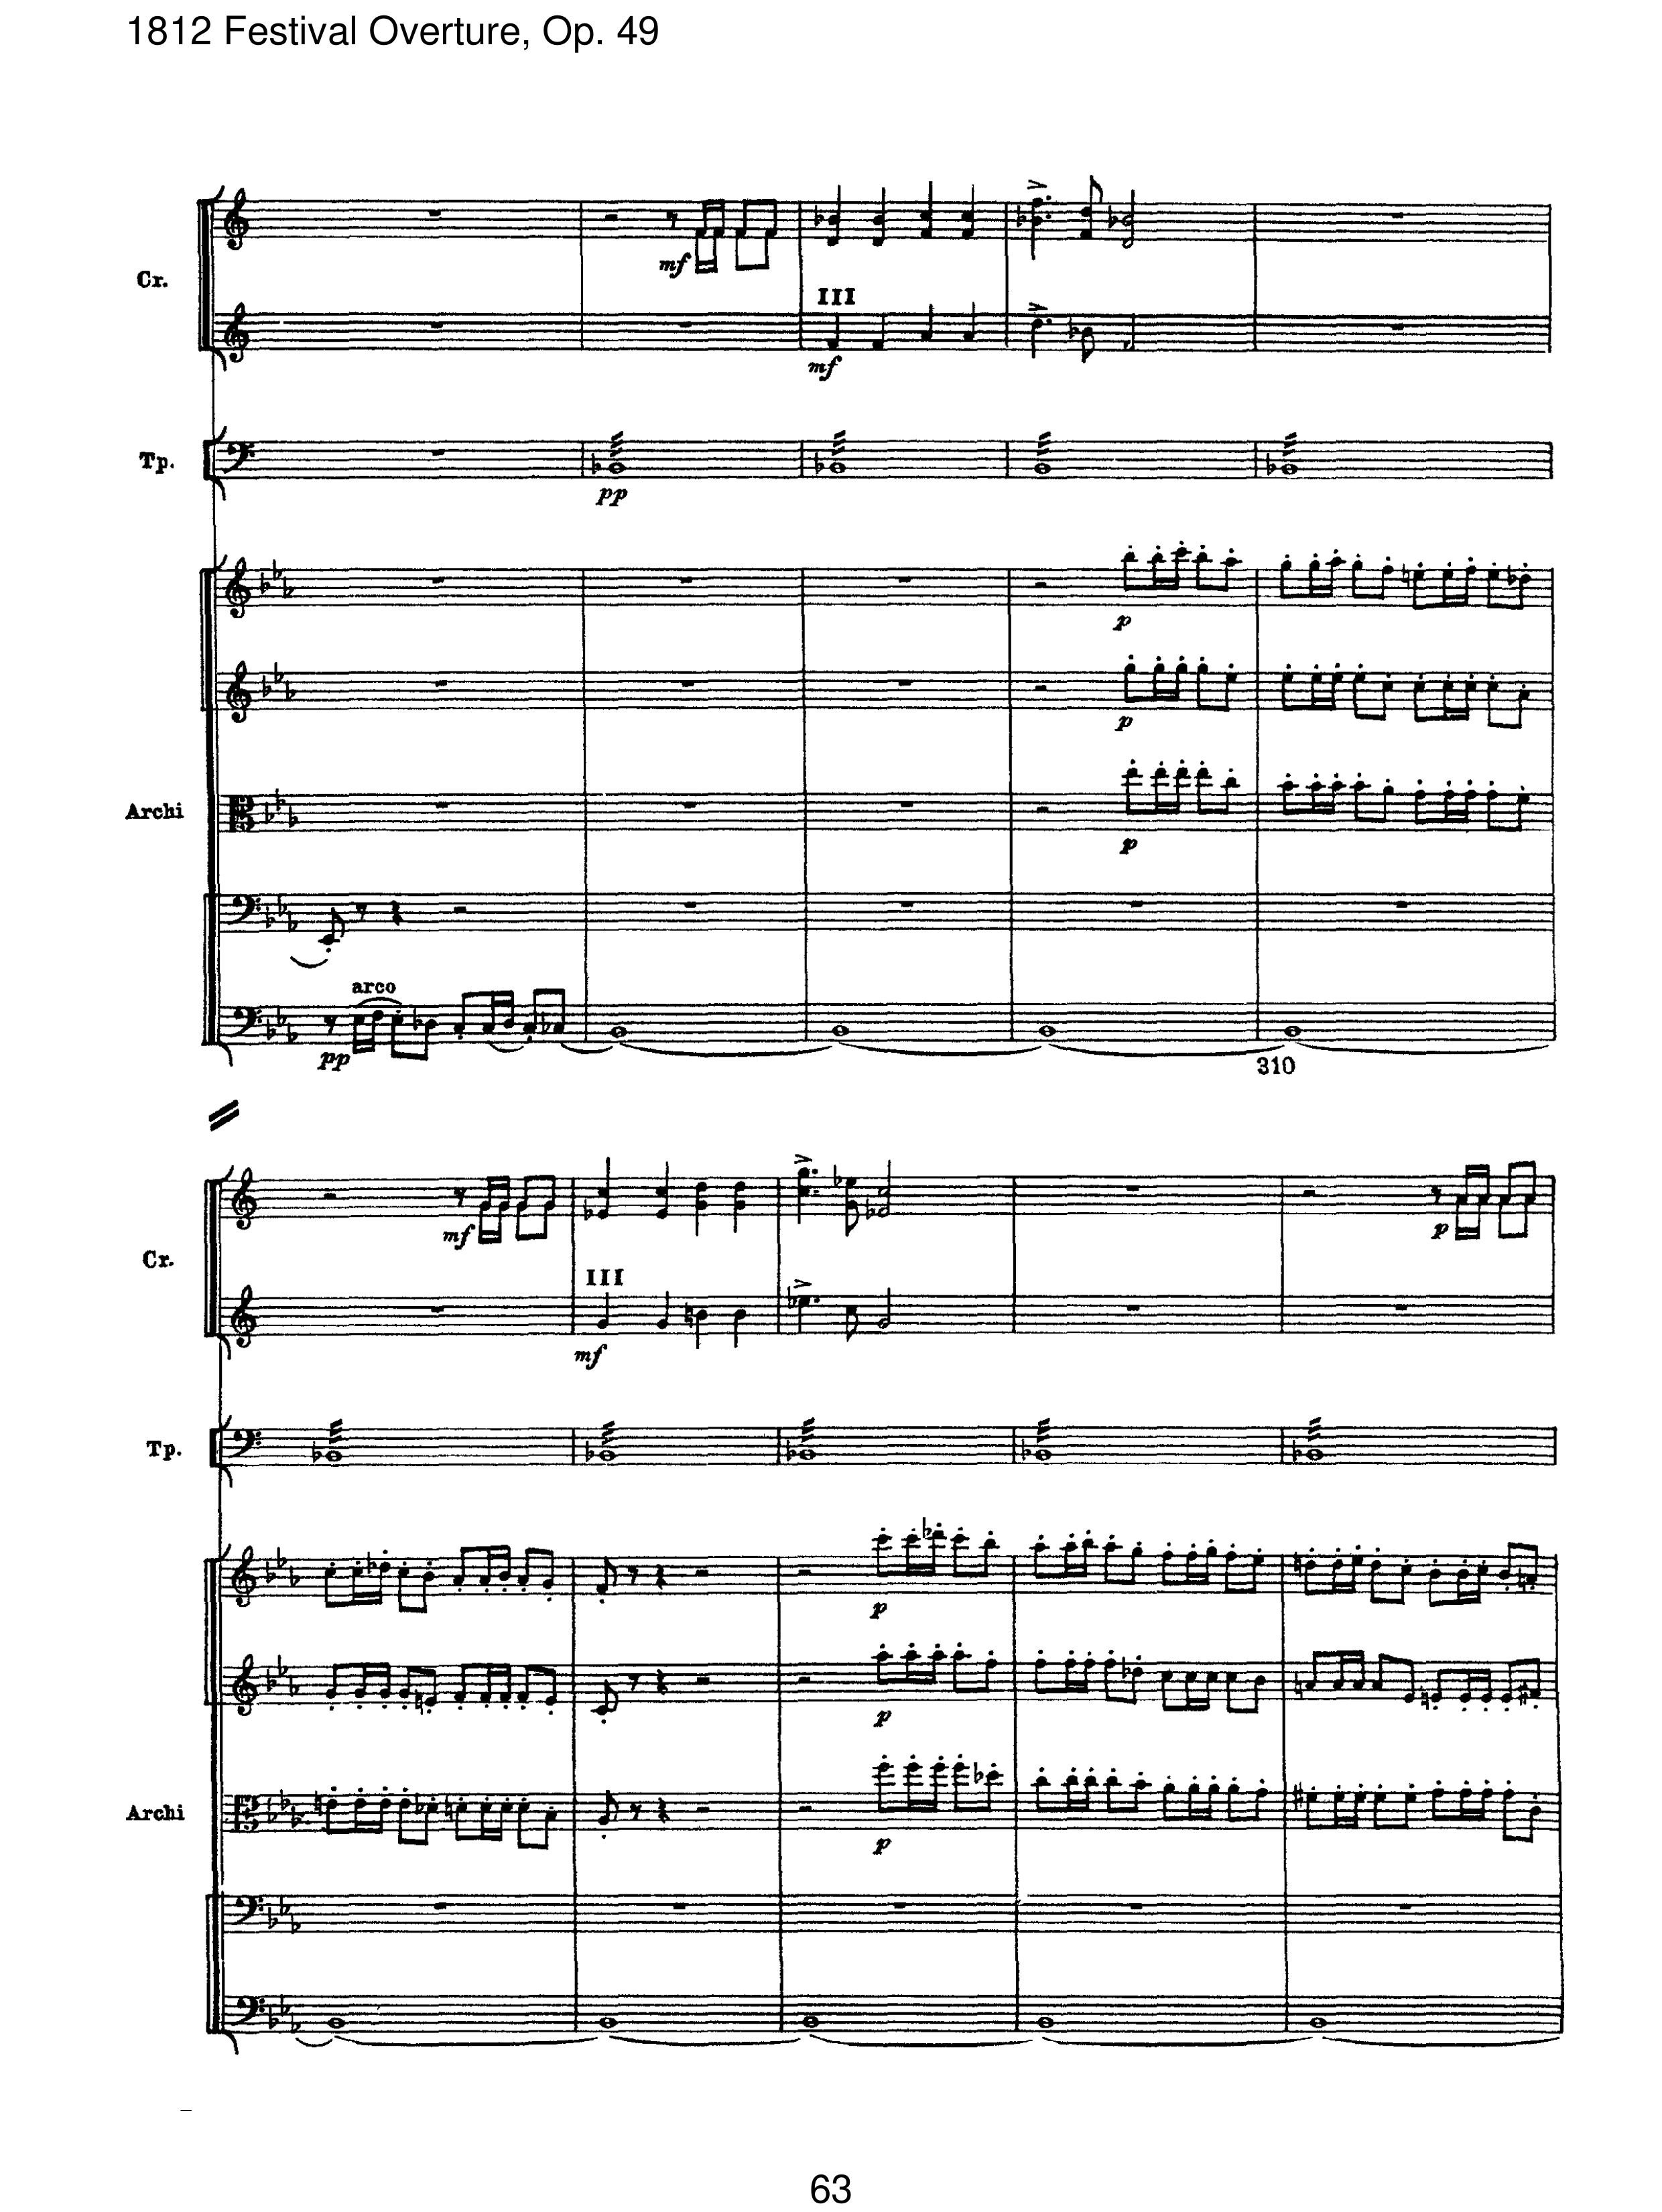 1812 Festival Overture, Op. 49
mf
Cr.
III
mf
Tp.
pp
p
p
Archi
p
arco
pp
310
mf
p
Cr.
III
mf
Tp.
p
p
Archi
p
63